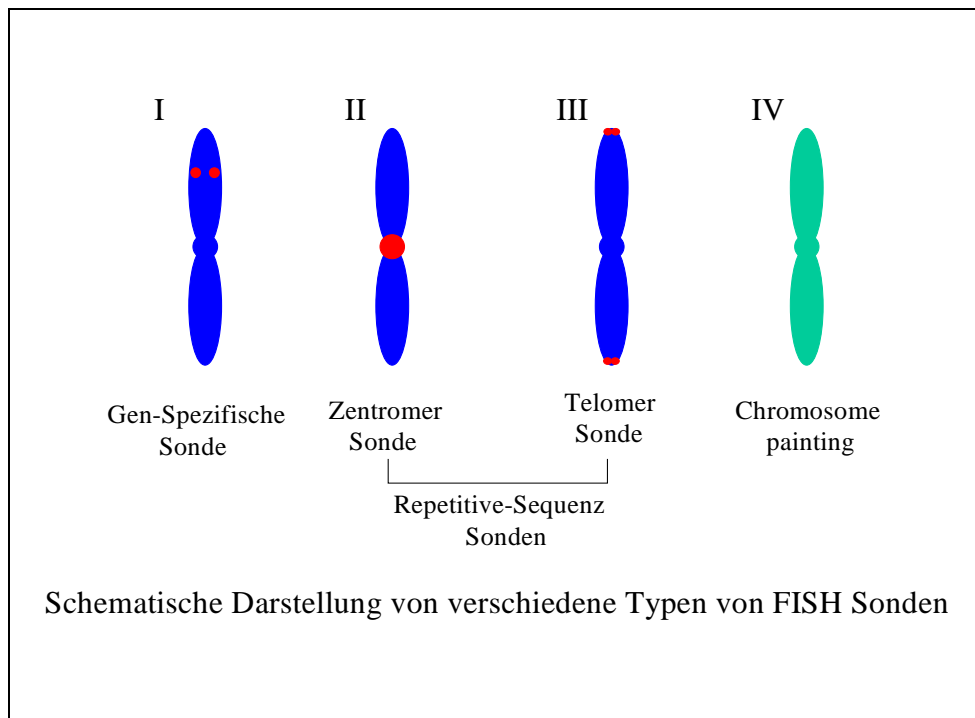 I
II
III
IV
Gen-Spezifische
Sonde
Zentromer
Sonde
Telomer
Sonde
Chromosome
painting
Repetitive-Sequenz
Sonden
Schematische Darstellung von verschiedene Typen von FISH Sonden